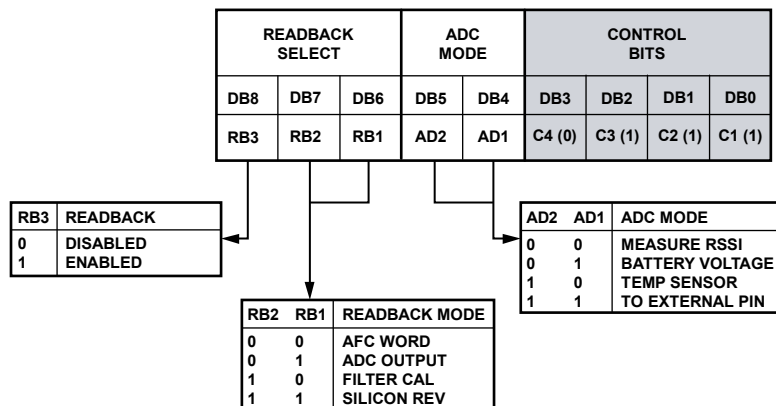 READBACK SELECT ADC MODE CONTROL BITS
DB8 DB7 DB6 DB5 DB4 DB3 DB2 DB1 DB0
RB3 RB2 RB1 AD2 AD1 C4 (0) C3 (1) C2 (1) C1 (1)
RB3 READBACK
0 DISABLED
1 ENABLED
RB2 RB1 READBACK MODE
0 0 AFC WORD
0 1 ADC OUTPUT
1 0 FILTER CAL
1 1 SILICON REV
AD2 AD1 ADC MODE
0 0 MEASURE RSSI
0 1 BATTERY VOLTAGE
1 0 TEMP SENSOR
1 1 TO EXTERNAL PIN